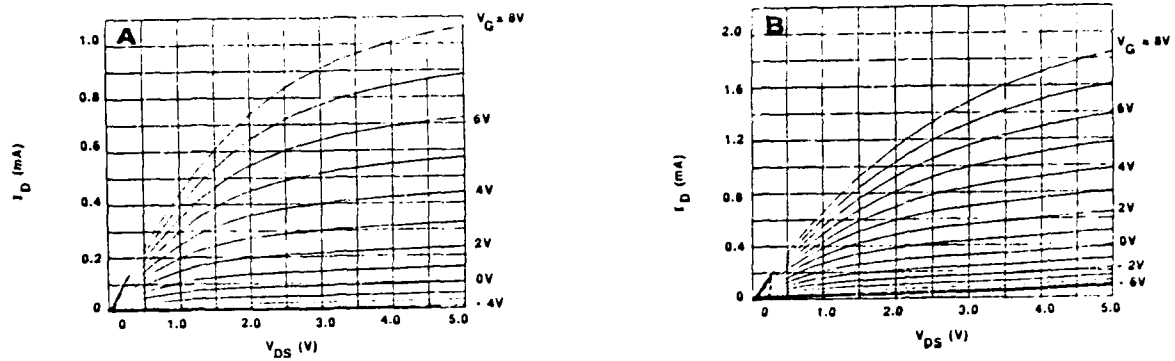 A
V_G = 8V
1.0
0.8
0.6
0.4
0.2
0
I_D (mA)
6V
4V
2V
0V
- 4V
0 1.0 2.0 3.0 4.0 5.0
V_DS (V)
B
V_G = 8V
2.0
1.6
1.2
0.8
0.4
0
I_D (mA)
6V
4V
2V
0V
- 2V
- 6V
0 1.0 2.0 3.0 4.0 5.0
V_DS (V)